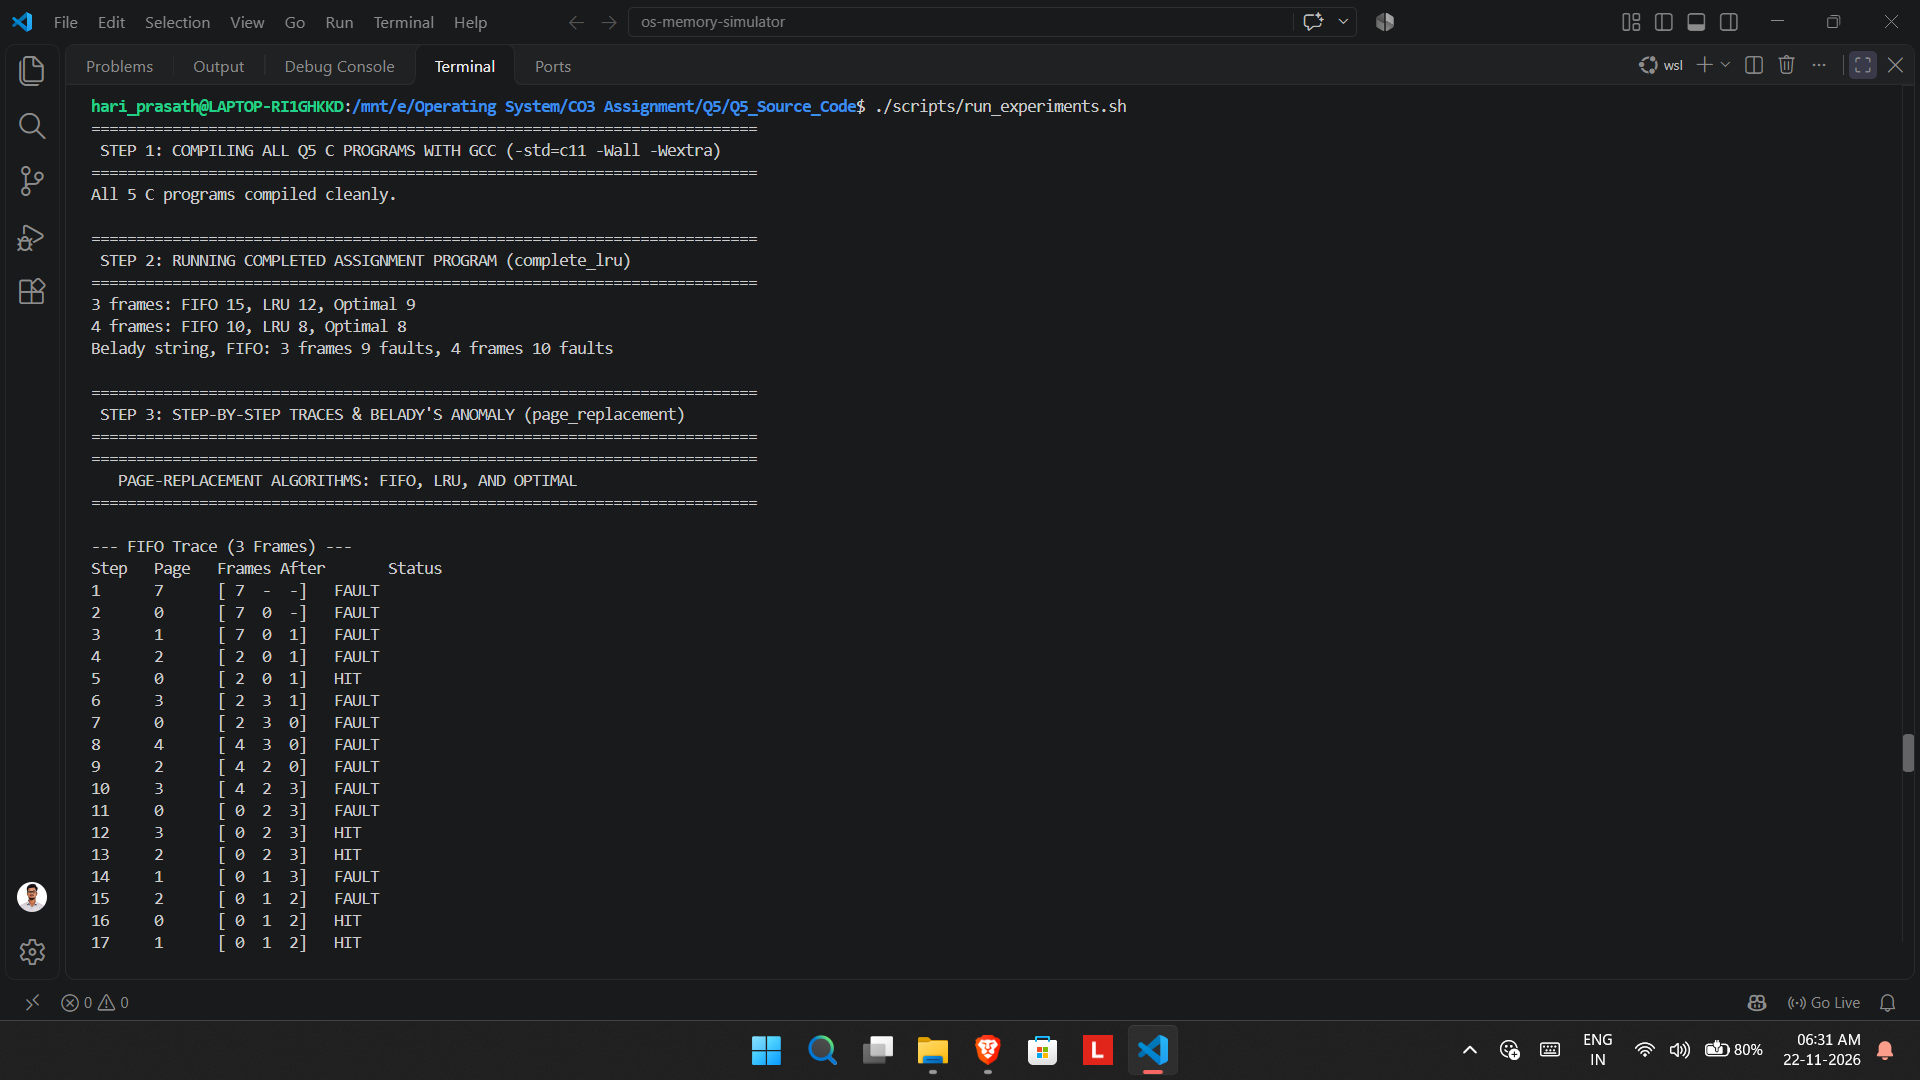 File Edit Selection View Go Run Terminal Help
os-memory-simulator
Problems Output Debug Console Terminal Ports
wsl
hari_prasath@LAPTOP-RI1GHKKD:/mnt/e/Operating System/CO3 Assignment/Q5/Q5_Source_Code$ ./scripts/run_experiments.sh
==========================================================================
STEP 1: COMPILING ALL Q5 C PROGRAMS WITH GCC (-std=c11 -Wall -Wextra)
==========================================================================
All 5 C programs compiled cleanly.
==========================================================================
STEP 2: RUNNING COMPLETED ASSIGNMENT PROGRAM (complete_lru)
==========================================================================
3 frames: FIFO 15, LRU 12, Optimal 9
4 frames: FIFO 10, LRU 8, Optimal 8
Belady string, FIFO: 3 frames 9 faults, 4 frames 10 faults
==========================================================================
STEP 3: STEP-BY-STEP TRACES & BELADY'S ANOMALY (page_replacement)
==========================================================================
==========================================================================
PAGE-REPLACEMENT ALGORITHMS: FIFO, LRU, AND OPTIMAL
==========================================================================
--- FIFO Trace (3 Frames) ---
Step Page Frames After Status
1 7 [ 7 - -] FAULT
2 0 [ 7 0 -] FAULT
3 1 [ 7 0 1] FAULT
4 2 [ 2 0 1] FAULT
5 0 [ 2 0 1] HIT
6 3 [ 2 3 1] FAULT
7 0 [ 2 3 0] FAULT
8 4 [ 4 3 0] FAULT
9 2 [ 4 2 0] FAULT
10 3 [ 4 2 3] FAULT
11 0 [ 0 2 3] FAULT
12 3 [ 0 2 3] HIT
13 2 [ 0 2 3] HIT
14 1 [ 0 1 3] FAULT
15 2 [ 0 1 2] FAULT
16 0 [ 0 1 2] HIT
17 1 [ 0 1 2] HIT
0 0
Go Live
L
ENG
IN
80%
06:31 AM
22-11-2026